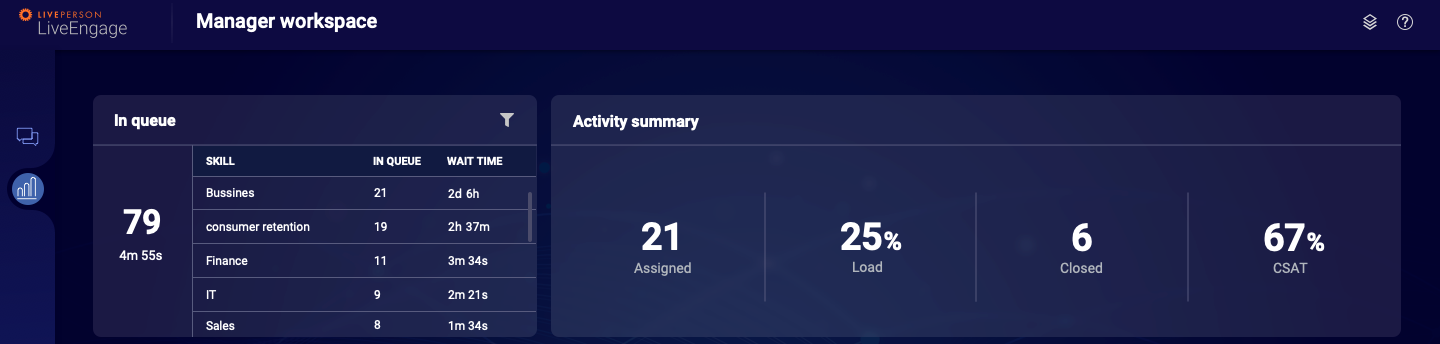 LIVEPERSON
LiveEngage
Manager workspace
?
In queue
79
4m 55s
SKILL IN QUEUE WAIT TIME
Bussines 21 2d 6h
consumer retention 19 2h 37m
Finance 11 3m 34s
IT 9 2m 21s
Sales 8 1m 34s
Activity summary
21 25% 6 67%
Assigned Load Closed CSAT